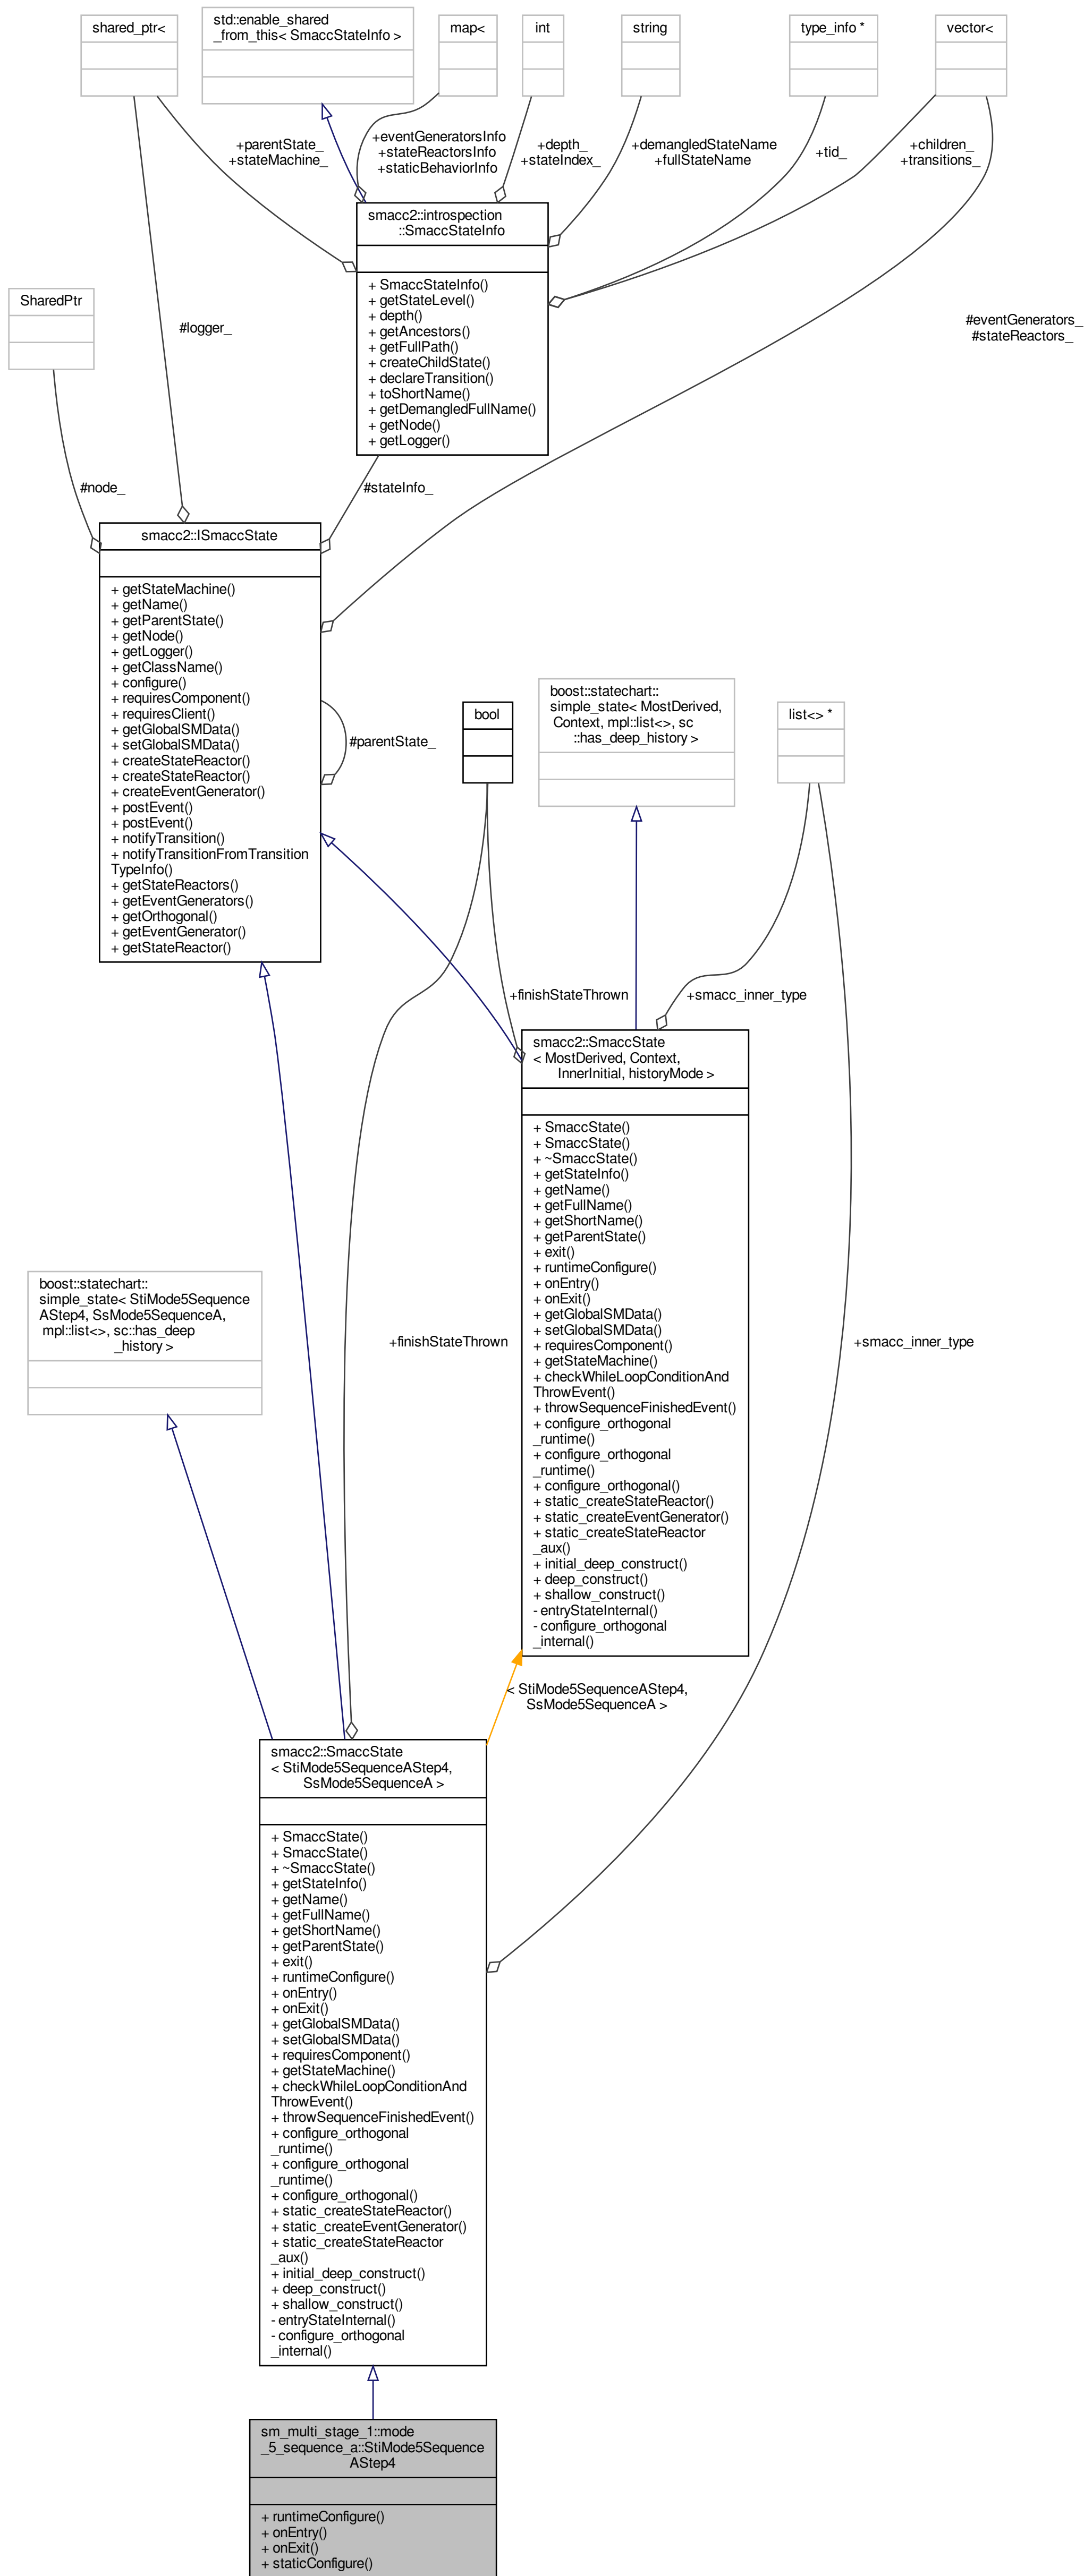 shared_ptr<
std::enable_shared
_from_this< SmaccStateInfo >
map<
int
string
type_info *
vector<
+parentState_
+stateMachine_
+eventGeneratorsInfo
+stateReactorsInfo
+staticBehaviorInfo
+depth_
+stateIndex_
+demangledStateName
+fullStateName
+tid_
+children_
+transitions_
smacc2::introspection
::SmaccStateInfo
+ SmaccStateInfo()
+ getStateLevel()
+ depth()
+ getAncestors()
+ getFullPath()
+ createChildState()
+ declareTransition()
+ toShortName()
+ getDemangledFullName()
+ getNode()
+ getLogger()
SharedPtr
#logger_
#eventGenerators_
#stateReactors_
#node_
#stateInfo_
smacc2::ISmaccState
+ getStateMachine()
+ getName()
+ getParentState()
+ getNode()
+ getLogger()
+ getClassName()
+ configure()
+ requiresComponent()
+ requiresClient()
+ getGlobalSMData()
+ setGlobalSMData()
+ createStateReactor()
+ createStateReactor()
+ createEventGenerator()
+ postEvent()
+ postEvent()
+ notifyTransition()
+ notifyTransitionFromTransition
TypeInfo()
+ getStateReactors()
+ getEventGenerators()
+ getOrthogonal()
+ getEventGenerator()
+ getStateReactor()
#parentState_
bool
boost::statechart::
simple_state< MostDerived,
Context, mpl::list<>, sc
::has_deep_history >
list<> *
+finishStateThrown
+smacc_inner_type
smacc2::SmaccState
< MostDerived, Context,
InnerInitial, historyMode >
+ SmaccState()
+ SmaccState()
+ ~SmaccState()
+ getStateInfo()
+ getName()
+ getFullName()
+ getShortName()
+ getParentState()
+ exit()
+ runtimeConfigure()
+ onEntry()
+ onExit()
+ getGlobalSMData()
+ setGlobalSMData()
+ requiresComponent()
+ getStateMachine()
+ checkWhileLoopConditionAnd
ThrowEvent()
+ throwSequenceFinishedEvent()
+ configure_orthogonal
_runtime()
+ configure_orthogonal
_runtime()
+ configure_orthogonal()
+ static_createStateReactor()
+ static_createEventGenerator()
+ static_createStateReactor
_aux()
+ initial_deep_construct()
+ deep_construct()
+ shallow_construct()
- entryStateInternal()
- configure_orthogonal
_internal()
boost::statechart::
simple_state< StiMode5Sequence
AStep4, SsMode5SequenceA,
mpl::list<>, sc::has_deep
_history >
+finishStateThrown
+smacc_inner_type
< StiMode5SequenceAStep4,
SsMode5SequenceA >
smacc2::SmaccState
< StiMode5SequenceAStep4,
SsMode5SequenceA >
+ SmaccState()
+ SmaccState()
+ ~SmaccState()
+ getStateInfo()
+ getName()
+ getFullName()
+ getShortName()
+ getParentState()
+ exit()
+ runtimeConfigure()
+ onEntry()
+ onExit()
+ getGlobalSMData()
+ setGlobalSMData()
+ requiresComponent()
+ getStateMachine()
+ checkWhileLoopConditionAnd
ThrowEvent()
+ throwSequenceFinishedEvent()
+ configure_orthogonal
_runtime()
+ configure_orthogonal
_runtime()
+ configure_orthogonal()
+ static_createStateReactor()
+ static_createEventGenerator()
+ static_createStateReactor
_aux()
+ initial_deep_construct()
+ deep_construct()
+ shallow_construct()
- entryStateInternal()
- configure_orthogonal
_internal()
sm_multi_stage_1::mode
_5_sequence_a::StiMode5Sequence
AStep4
+ runtimeConfigure()
+ onEntry()
+ onExit()
+ staticConfigure()